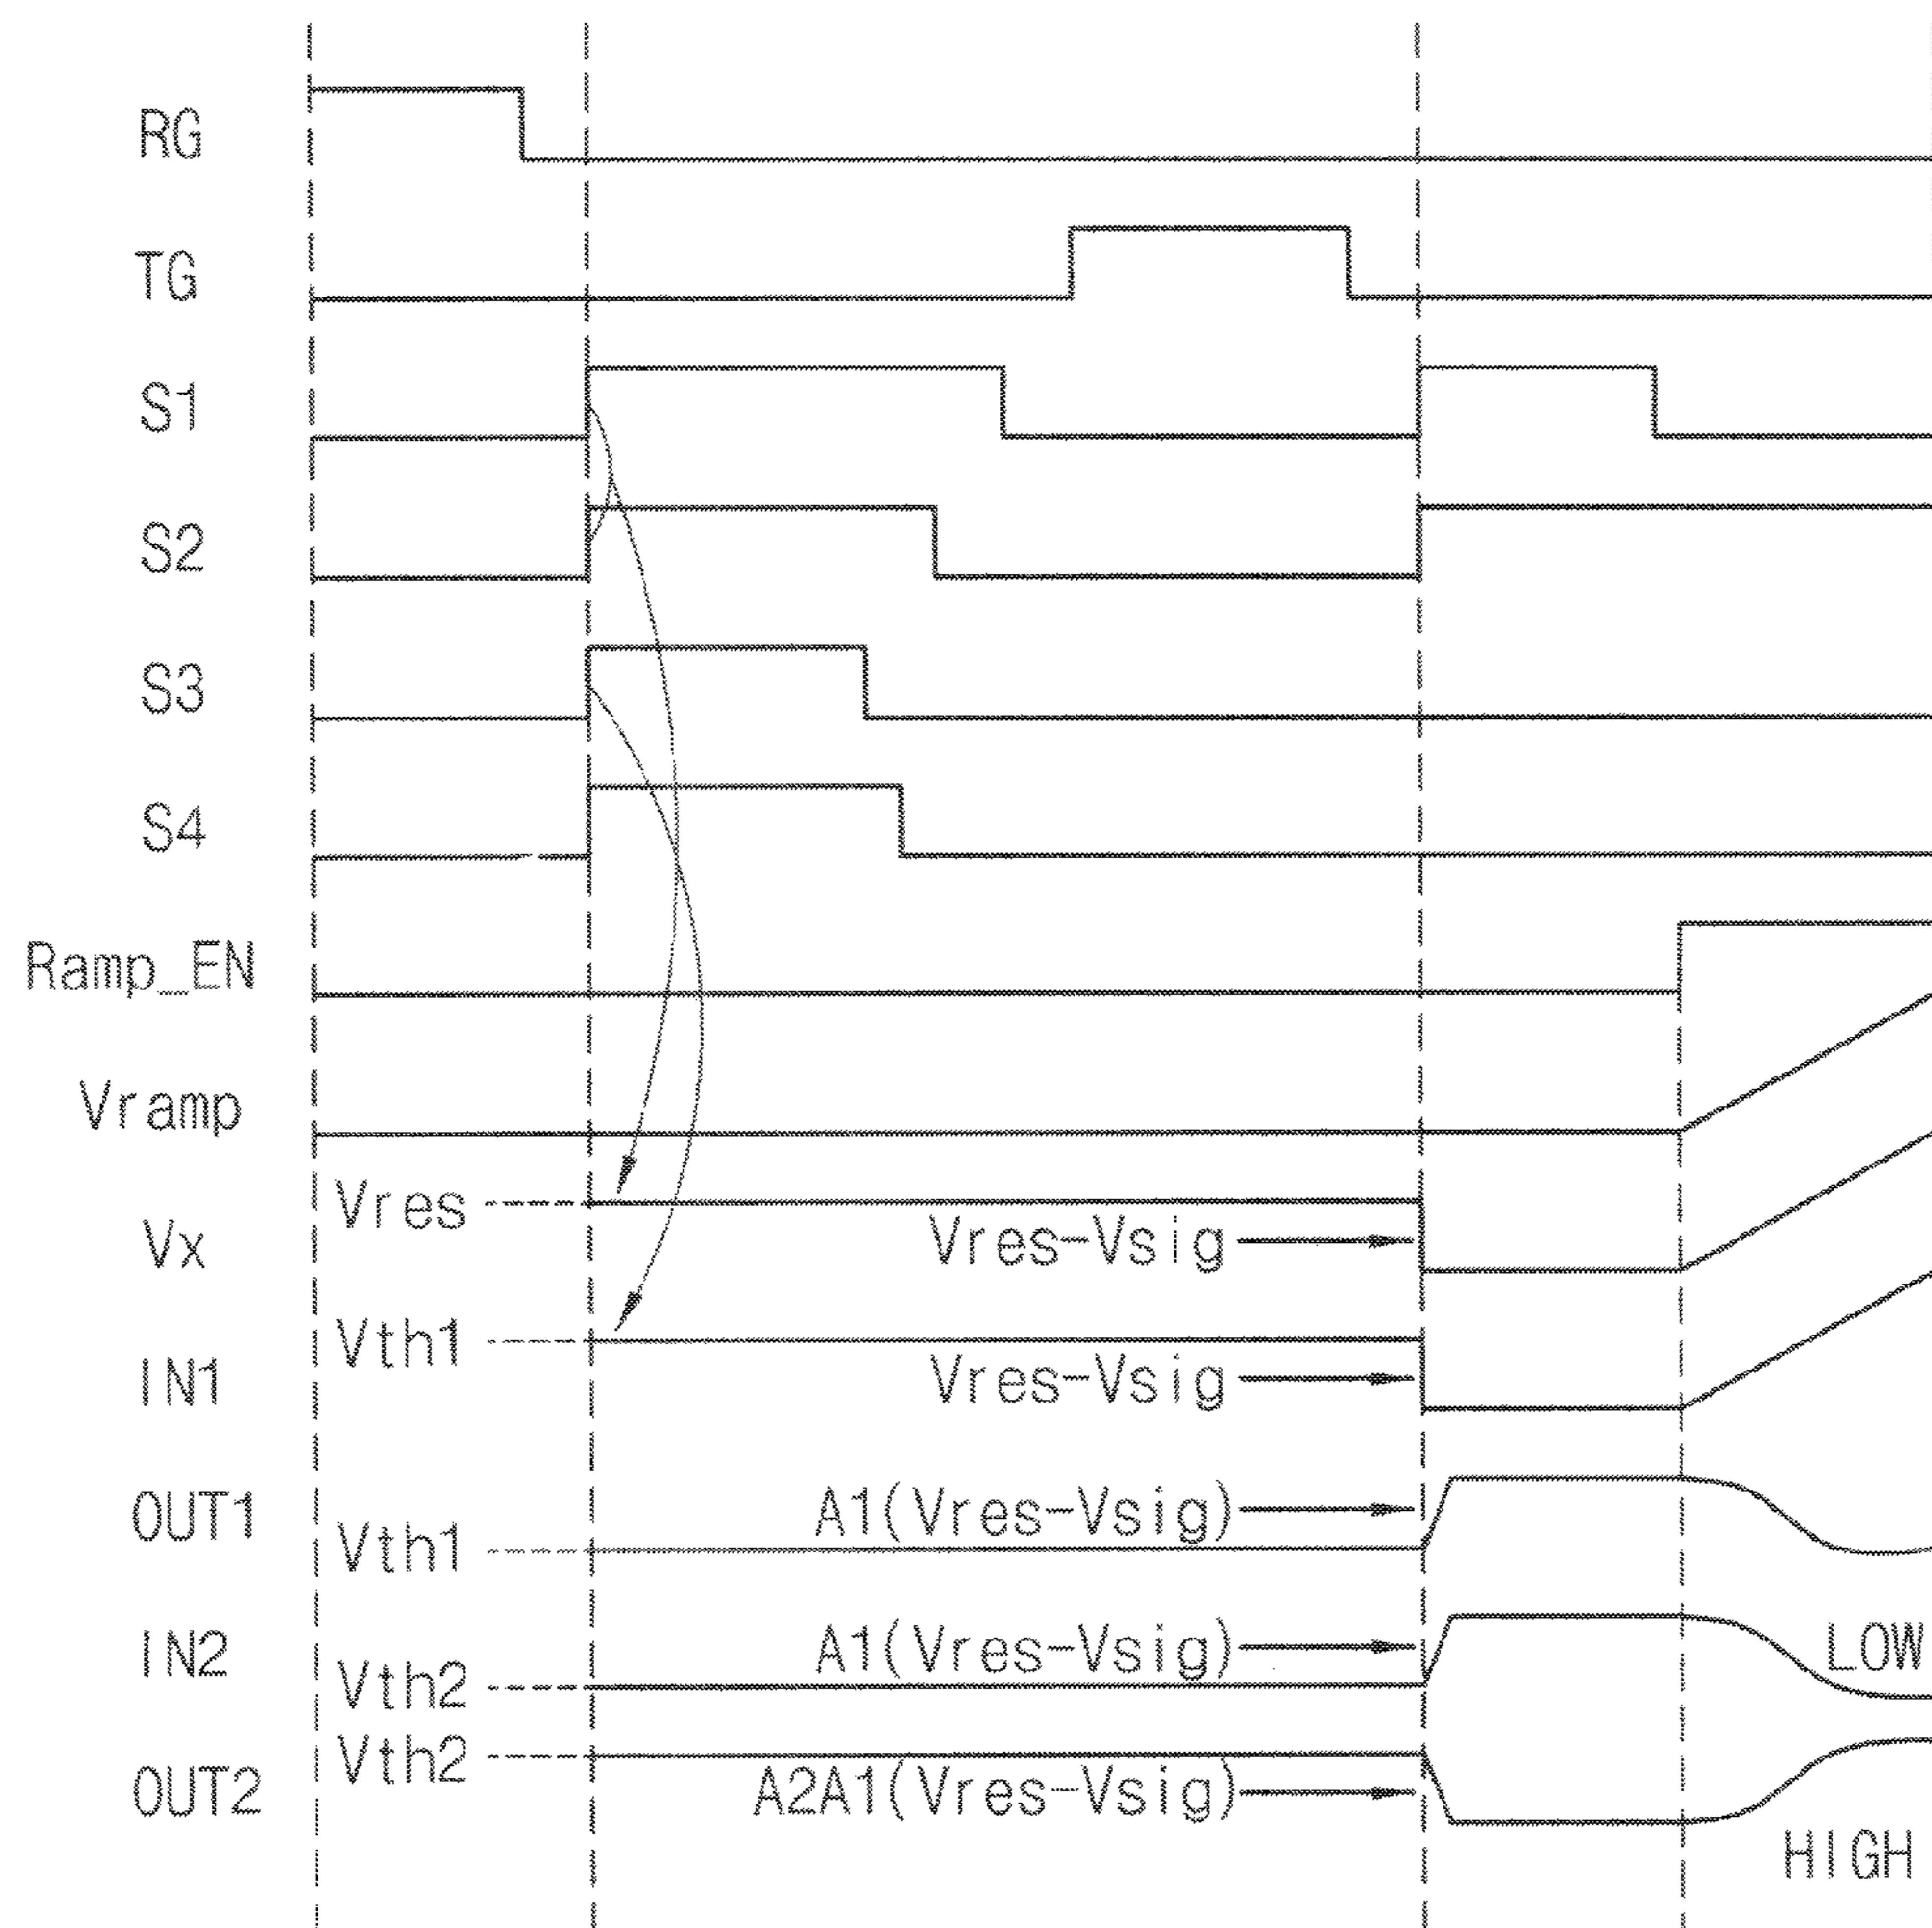 RG
TG
S1
S2
S3
S4
Ramp_EN
Vramp
Vres
Vx
Vres-Vsig
Vth1
IN1
Vres-Vsig
OUT1
A1(Vres-Vsig)
Vth1
IN2
A1(Vres-Vsig)
LOW
Vth2
Vth2
OUT2
A2A1(Vres-Vsig)
HIGH